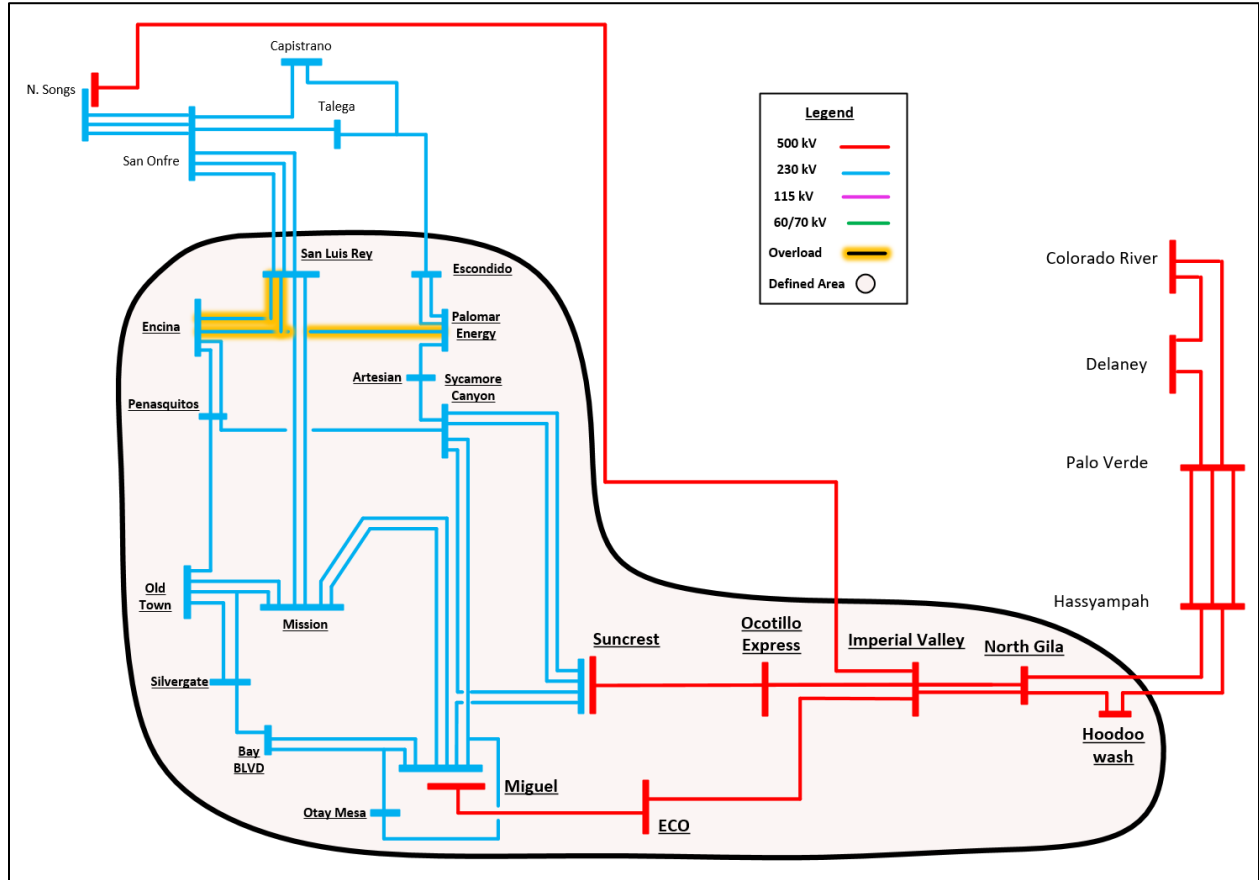 Capistrano
N. Songs
Talega
San Onfre
Legend
500 kV
230 kV
115 kV
60/70 kV
Overload
Defined Area
San Luis Rey
Escondido
Encina
Palomar
Energy
Artesian
Sycamore
Canyon
Penasquitos
Colorado River
Delaney
Palo Verde
Hassyampah
Old
Town
Mission
Silvergate
Bay
BLVD
Otay Mesa
Miguel
Suncrest
Ocotillo
Express
Imperial Valley
North Gila
Hoodoo
wash
ECO